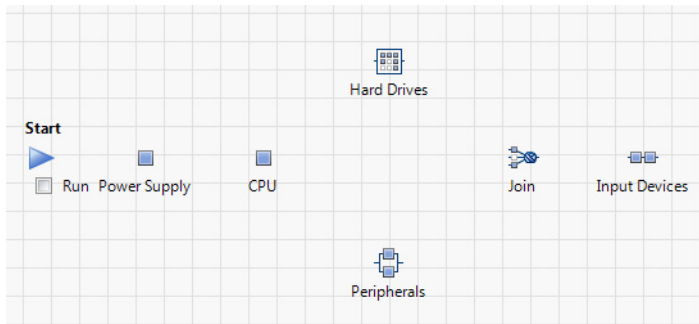 Hard Drives
Start
Run Power Supply CPU Join Input Devices
Peripherals